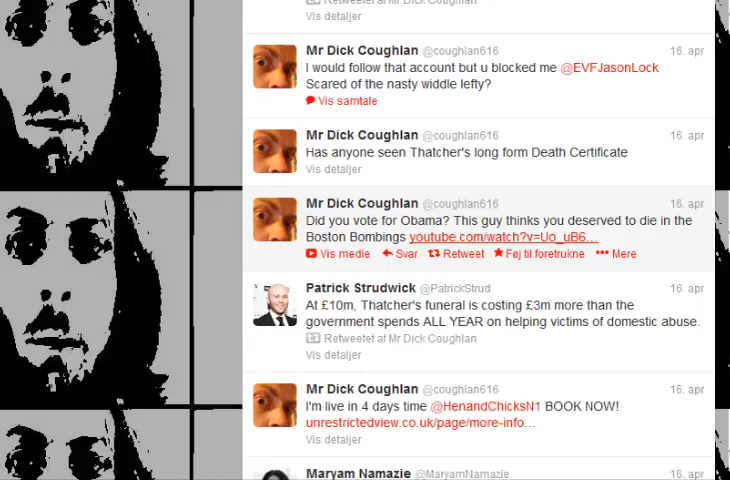 Retweetet af Mr Dick Coughlan
Vis detaljer
Mr Dick Coughlan @coughlan616 16. apr
I would follow that account but u blocked me @EVFJasonLock
Scared of the nasty widdle lefty?
Vis samtale
Mr Dick Coughlan @coughlan616 16. apr
Has anyone seen Thatcher's long form Death Certificate
Vis detaljer
Mr Dick Coughlan @coughlan616 16. apr
Did you vote for Obama? This guy thinks you deserved to die in the
Boston Bombings youtube.com/watch?v=Uo_uB6...
Vis medie Svar Retweet Føj til foretrukne Mere
Patrick Strudwick @PatrickStrud 16. apr
At £10m, Thatcher's funeral is costing £3m more than the
government spends ALL YEAR on helping victims of domestic abuse.
Retweetet af Mr Dick Coughlan
Vis detaljer
Mr Dick Coughlan @coughlan616 16. apr
I'm live in 4 days time @HenandChicksN1 BOOK NOW!
unrestrictedview.co.uk/page/more-info...
Vis detaljer
Maryam Namazie @MaryamNamazie 16. apr